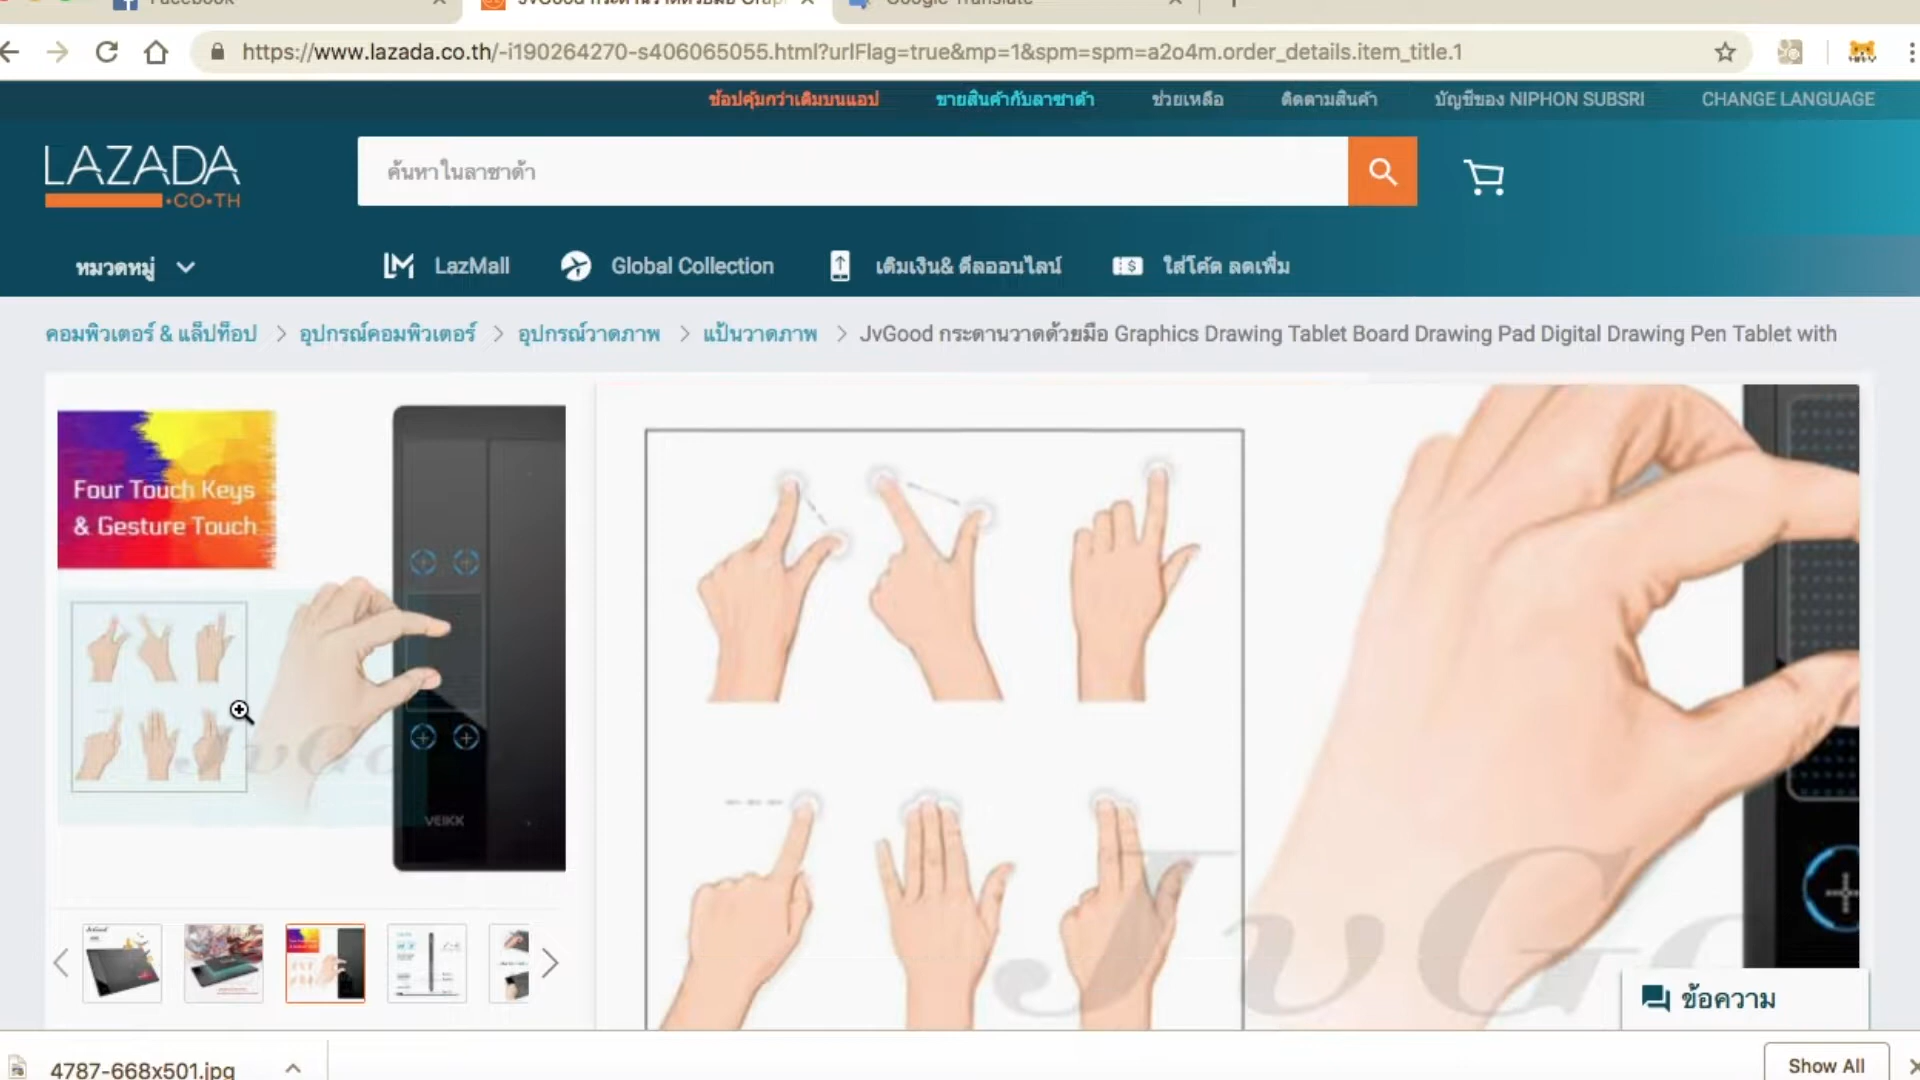 https://www.lazada.co.th/-i190264270-s406065055.html?urlFlag=true&mp=1&spm=spm=a2o4m.order_details.item_title.1
ช้อปคุ้มกว่าเดิมบนแอป ขายสินค้ากับลาซาด้า ช่วยเหลือ ติดตามสินค้า บัญชีของ NIPHON SUBSRI CHANGE LANGUAGE
LAZADA
.CO.TH
ค้นหาในลาซาด้า
หมวดหมู่ LazMall Global Collection เติมเงิน& ดีลออนไลน์ ใส่โค้ด ลดเพิ่ม
คอมพิวเตอร์ & แล็ปท็อป > อุปกรณ์คอมพิวเตอร์ > อุปกรณ์วาดภาพ > แป้นวาดภาพ > JvGood กระดานวาดด้วยมือ Graphics Drawing Tablet Board Drawing Pad Digital Drawing Pen Tablet with
Four Touch Keys
& Gesture Touch
VEIKK
JvGo
ข้อความ
4787-668x501.jpg
Show All